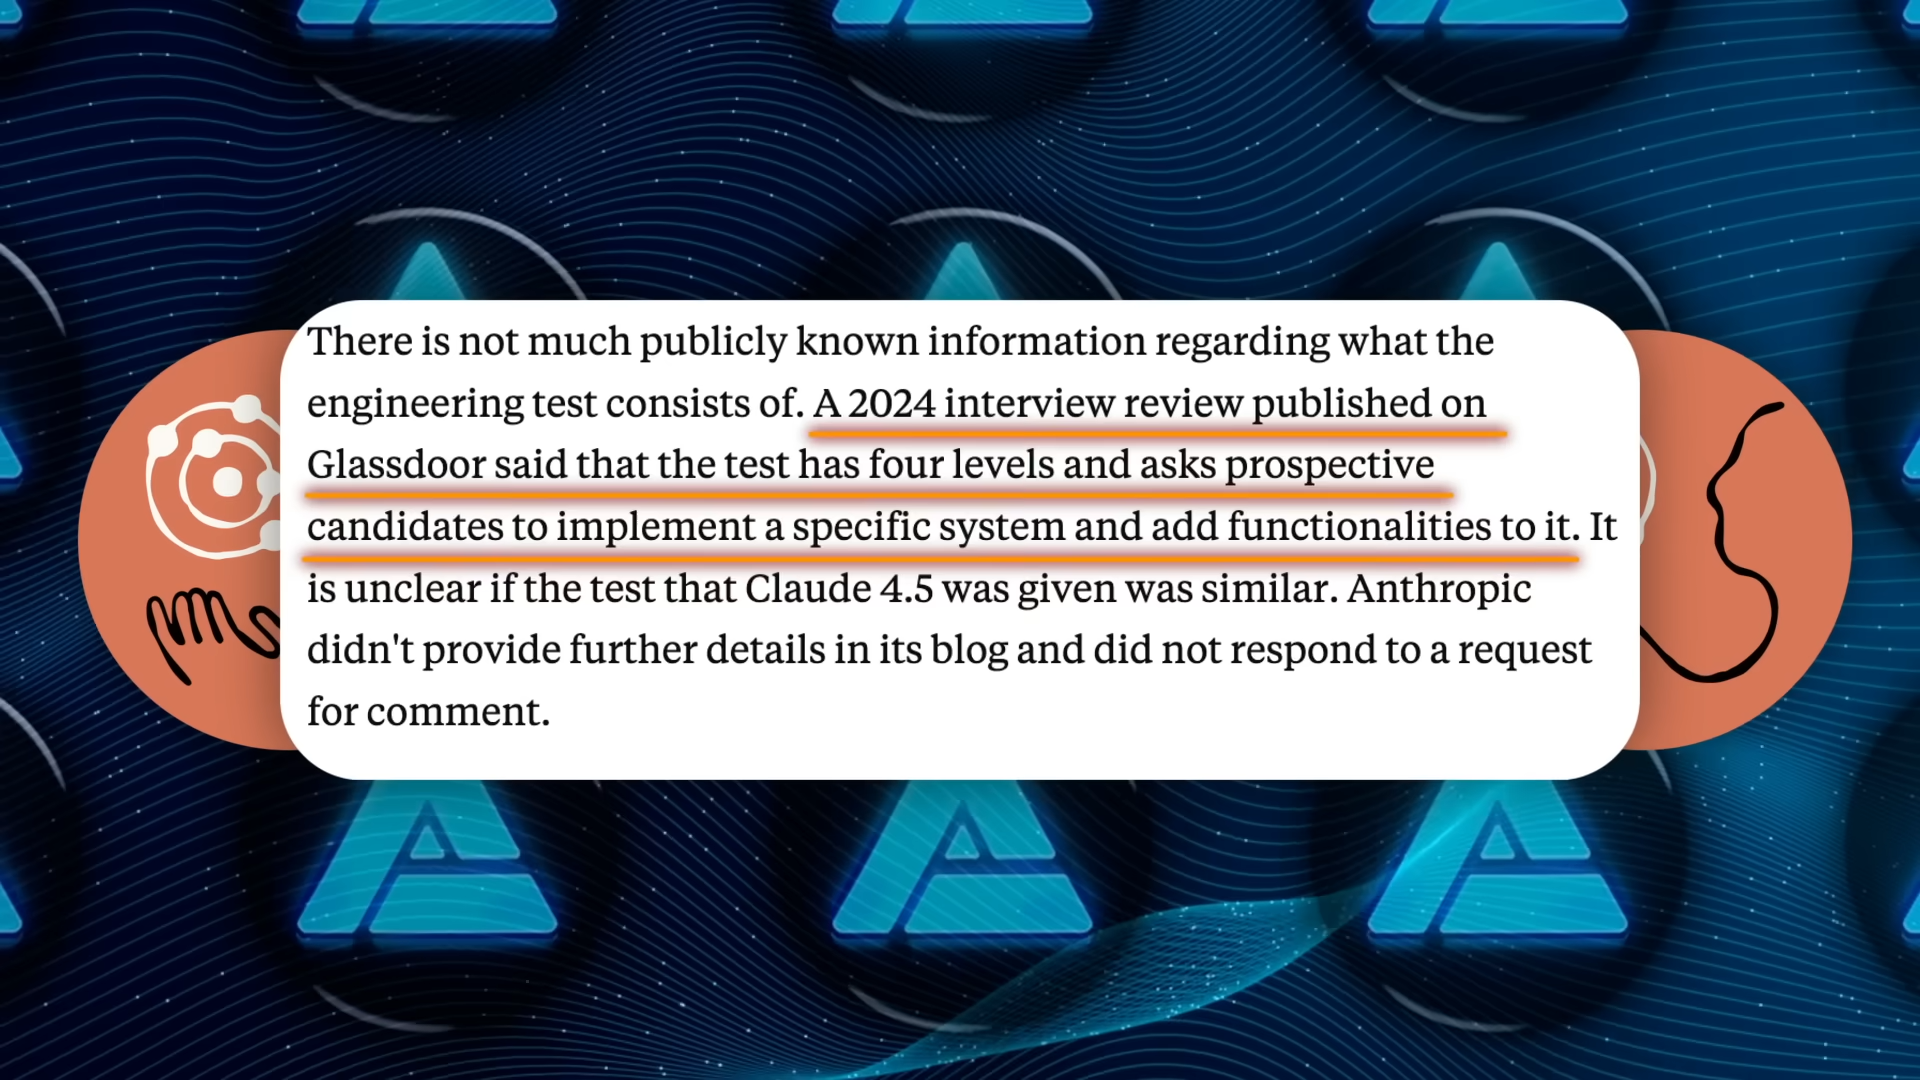 There is not much publicly known information regarding what the
engineering test consists of. A 2024 interview review published on
Glassdoor said that the test has four levels and asks prospective
candidates to implement a specific system and add functionalities to it. It
is unclear if the test that Claude 4.5 was given was similar. Anthropic
didn't provide further details in its blog and did not respond to a request
for comment.